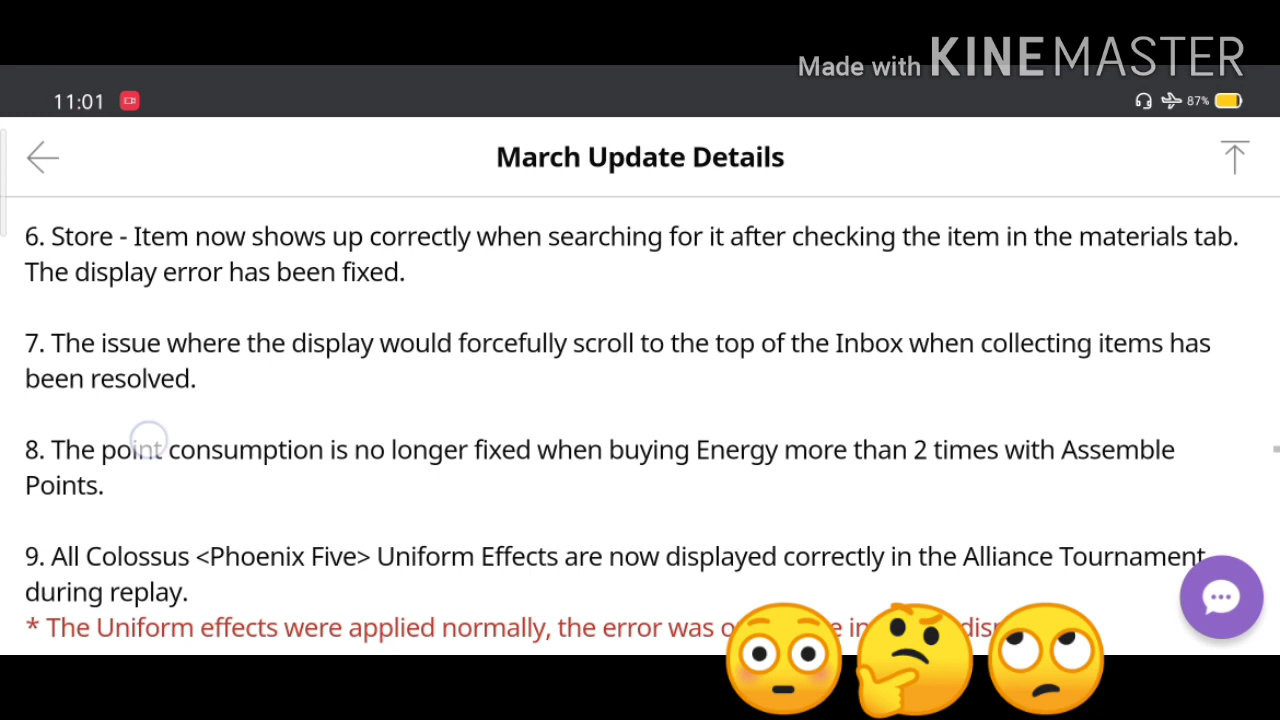 Made with KINEMASTER
11:01
87%
March Update Details
6. Store - Item now shows up correctly when searching for it after checking the item in the materials tab.
The display error has been fixed.
7. The issue where the display would forcefully scroll to the top of the Inbox when collecting items has
been resolved.
8. The point consumption is no longer fixed when buying Energy more than 2 times with Assemble
Points.
9. All Colossus <Phoenix Five> Uniform Effects are now displayed correctly in the Alliance Tournament
during replay.
* The Uniform effects were applied normally, the error was